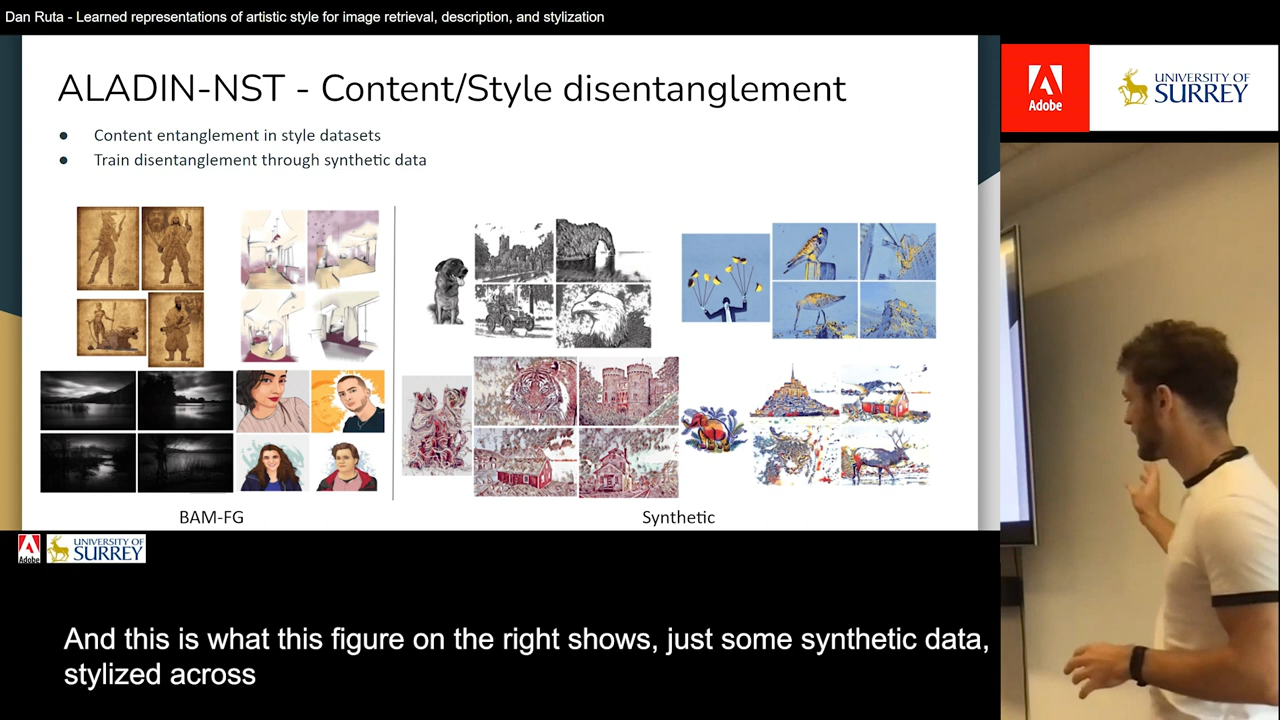 Dan Ruta - Learned representations of artistic style for image retrieval, description, and stylization
ALADIN-NST - Content/Style disentanglement
● Content entanglement in style datasets
● Train disentanglement through synthetic data
BAM-FG
Synthetic
Adobe
UNIVERSITY OF
SURREY
Adobe
UNIVERSITY OF
SURREY
And this is what this figure on the right shows, just some synthetic data,
stylized across